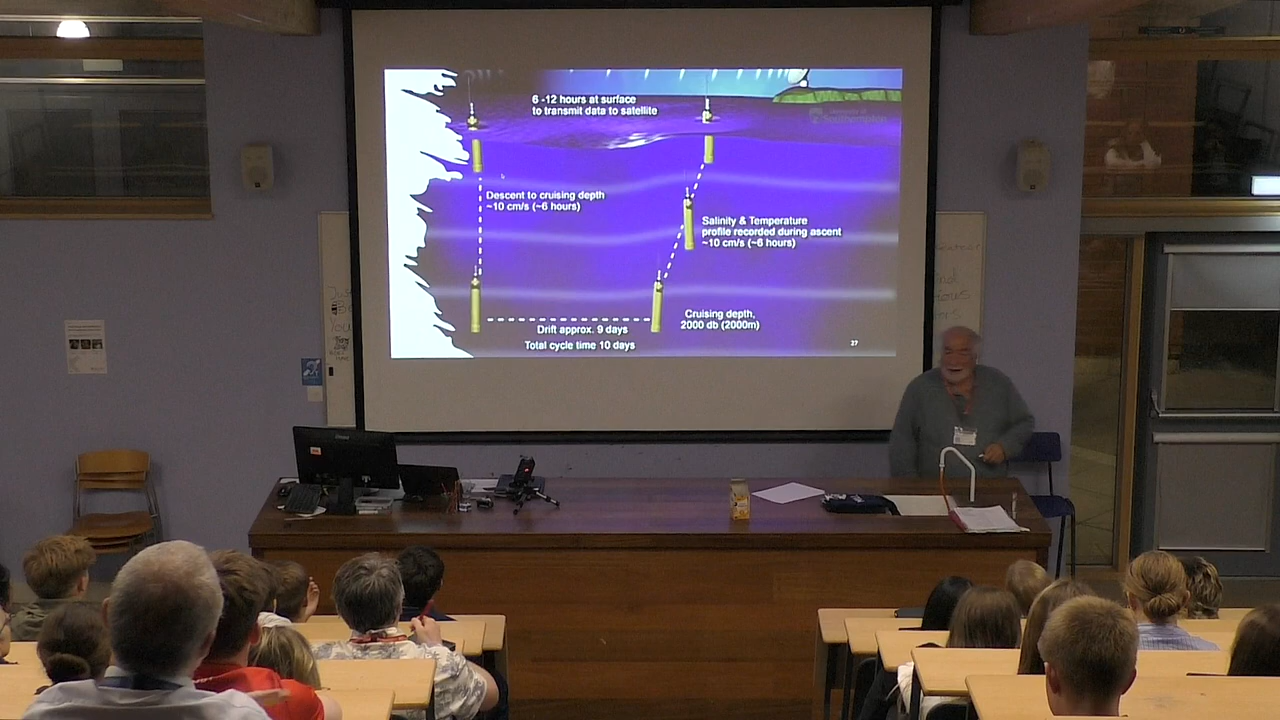 6 -12 hours at surface
to transmit data to satellite
Southampton
Descent to cruising depth
~10 cm/s (~6 hours)
Salinity & Temperature
profile recorded during ascent
~10 cm/s (~6 hours)
Cruising depth,
2000 db (2000m)
Drift approx. 9 days
Total cycle time 10 days
27